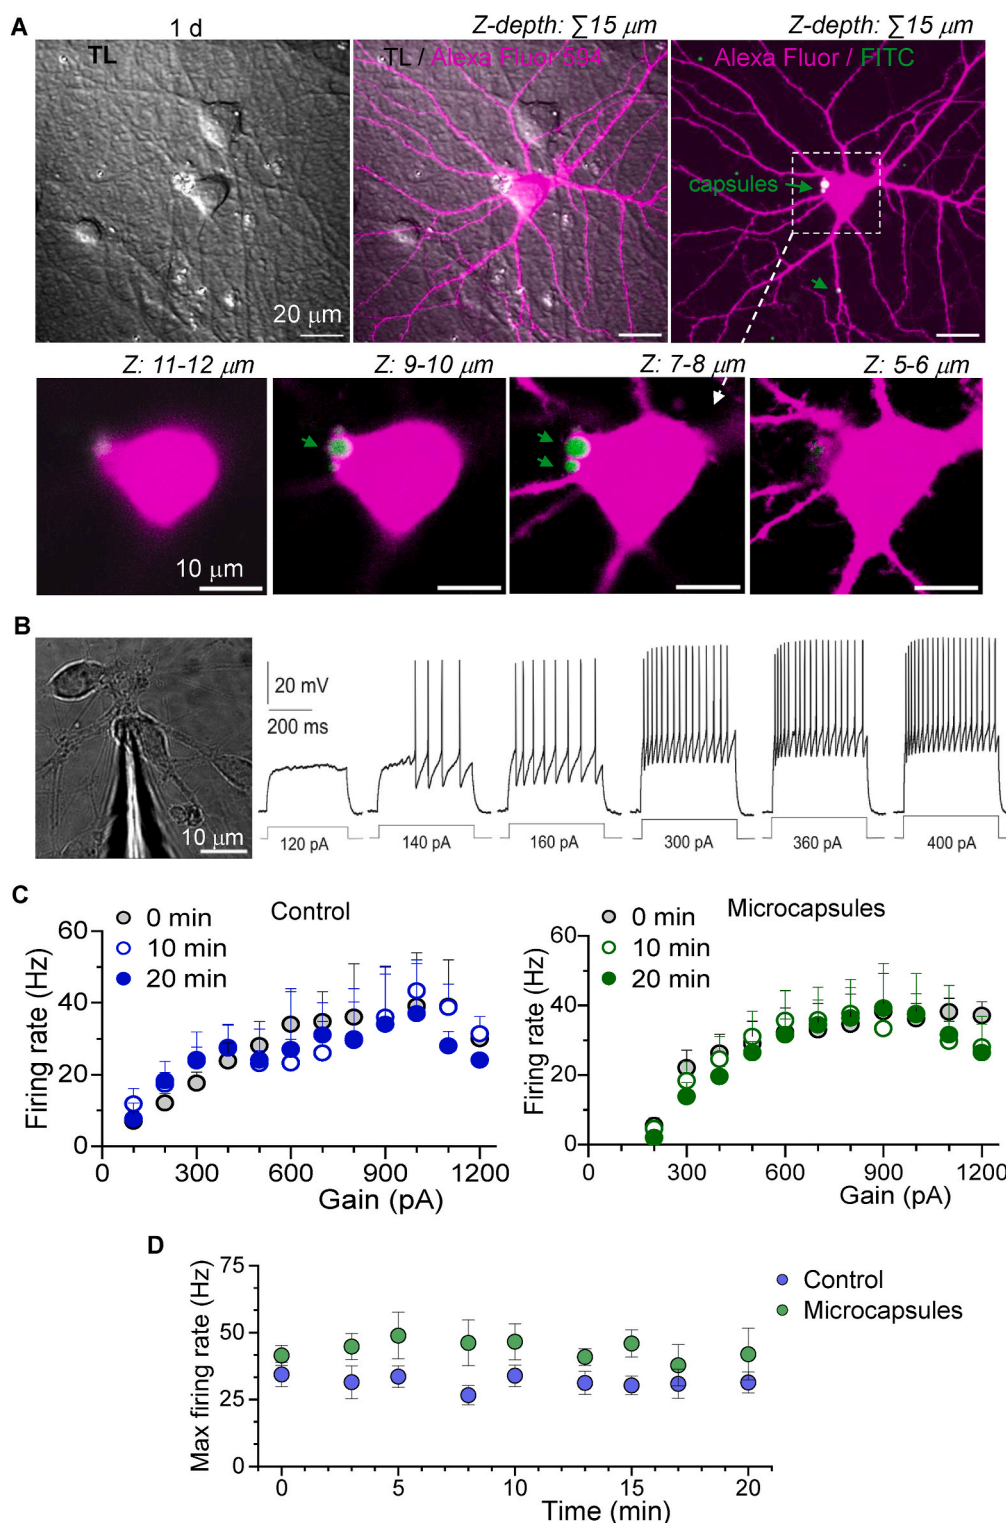 A
1 d
Z-depth: ∑15 µm
Z-depth: ∑15 µm
TL
TL / Alexa Fluor 594
Alexa Fluor / FITC
capsules
20 µm
Z: 11-12 µm
Z: 9-10 µm
Z: 7-8 µm
Z: 5-6 µm
10 µm
B
20 mV
200 ms
10 µm
120 pA
140 pA
160 pA
300 pA
360 pA
400 pA
C
Control
0 min
10 min
20 min
Firing rate (Hz)
60
40
20
0
0
300
600
900
1200
Gain (pA)
Microcapsules
0 min
10 min
20 min
Firing rate (Hz)
60
40
20
0
0
300
600
900
1200
Gain (pA)
D
Max firing rate (Hz)
75
50
25
0
0
5
10
15
20
Time (min)
Control
Microcapsules